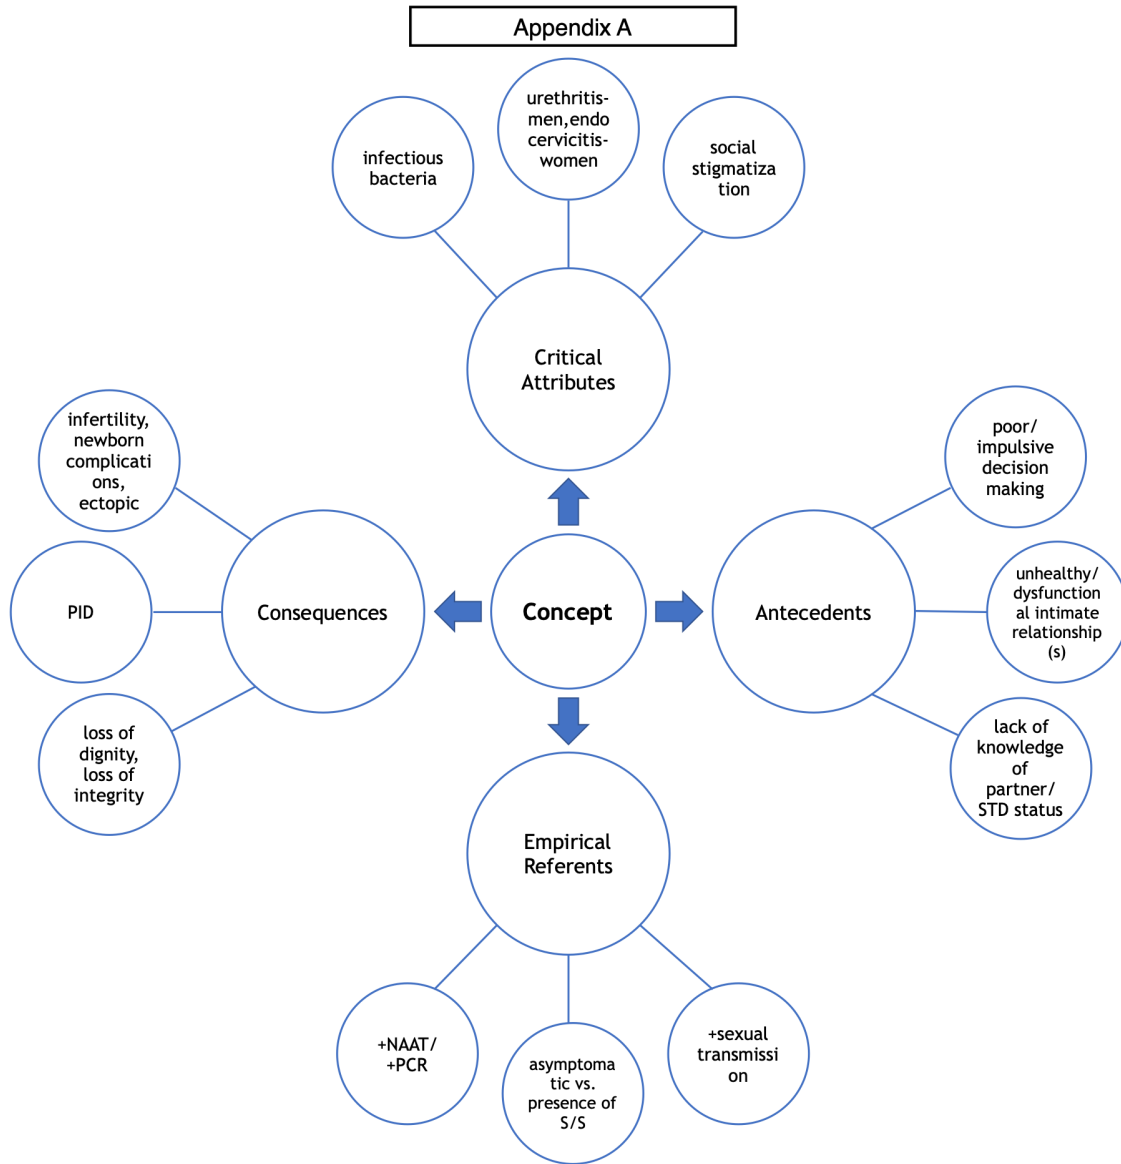 Appendix A
infectious
bacteria
urethritis-
men,endo
cervicitis-
women
social
stigmatiza
tion
Critical
Attributes
infertility,
newborn
complicati
ons,
ectopic
PID
loss of
dignity,
loss of
integrity
Consequences
Concept
Antecedents
poor/
impulsive
decision
making
unhealthy/
dysfunction
al intimate
relationship
(s)
lack of
knowledge
of
partner/
STD status
Empirical
Referents
+NAAT/
+PCR
asymptoma
tic vs.
presence of
S/S
+sexual
transmissi
on